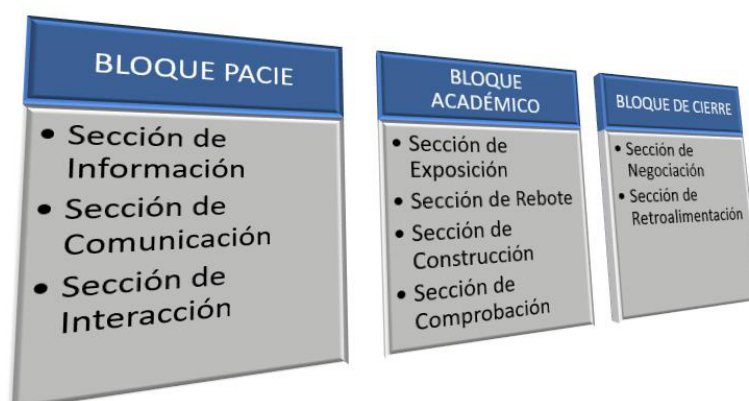 BLOQUE PACIE
• Sección de
Información
• Sección de
Comunicación
• Sección de
Interacción
BLOQUE
ACADÉMICO
• Sección de
Exposición
• Sección de Rebote
• Sección de
Construcción
• Sección de
Comprobación
BLOQUE DE CIERRE
• Sección de
Negociación
• Sección de
Retroalimentación